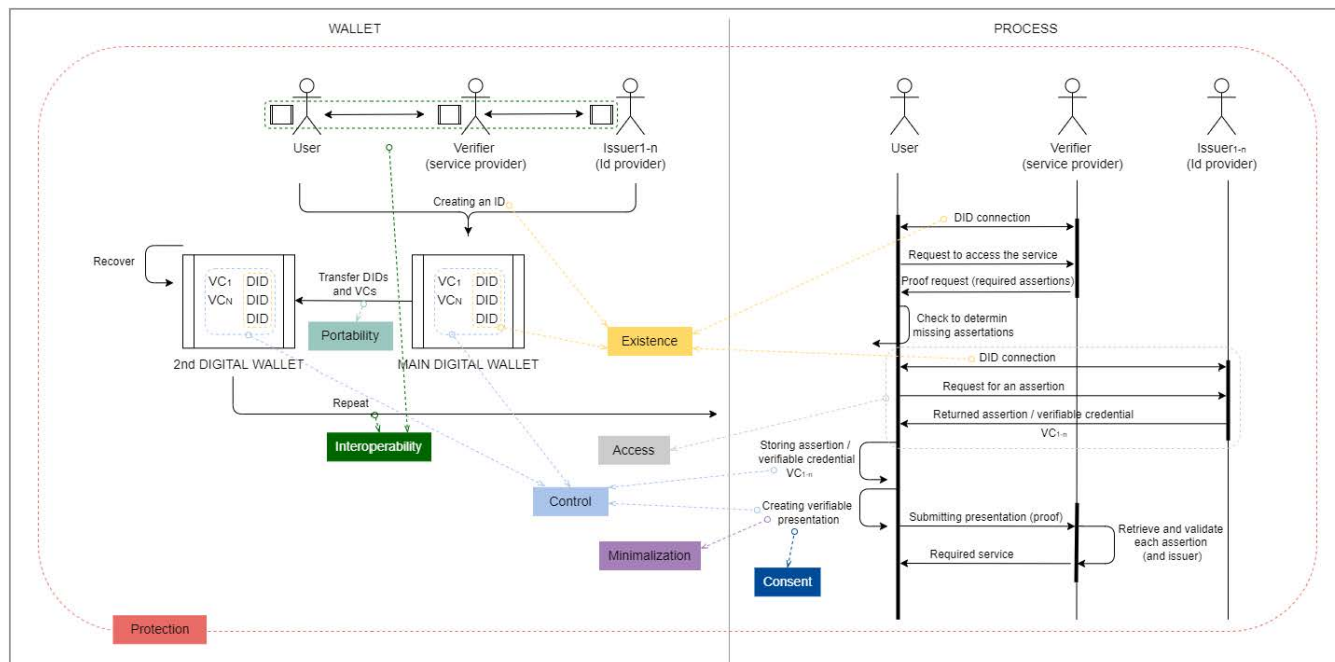 WALLET
PROCESS
User
Verifier
(service provider)
Issuer1-n
(Id provider)
User
Verifier
(service provider)
Issuer1-n
(Id provider)
Creating an ID
DID connection
Recover
Request to access the service
VC1 DID
VCN DID
DID
Transfer DIDs
and VCs
VC1 DID
VCN DID
DID
Proof request (required assertions)
Portability
Existence
Check to determin
missing assertations
2nd DIGITAL WALLET
MAIN DIGITAL WALLET
DID connection
Repeat
Request for an assertion
Returned assertion / verifiable credential
VC1-n
Interoperability
Access
Storing assertion /
verifiable credential
VC1-n
Control
Creating verifiable
presentation
Submitting presentation (proof)
Retrieve and validate
each assertion
(and issuer)
Minimalization
Required service
Consent
Protection